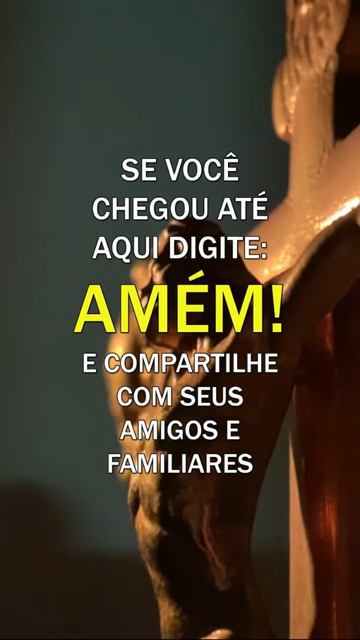 SE VOCÊ
CHEGOU ATÉ
AQUI DIGITE:
AMÉM!
E COMPARTILHE
COM SEUS
AMIGOS E
FAMILIARES